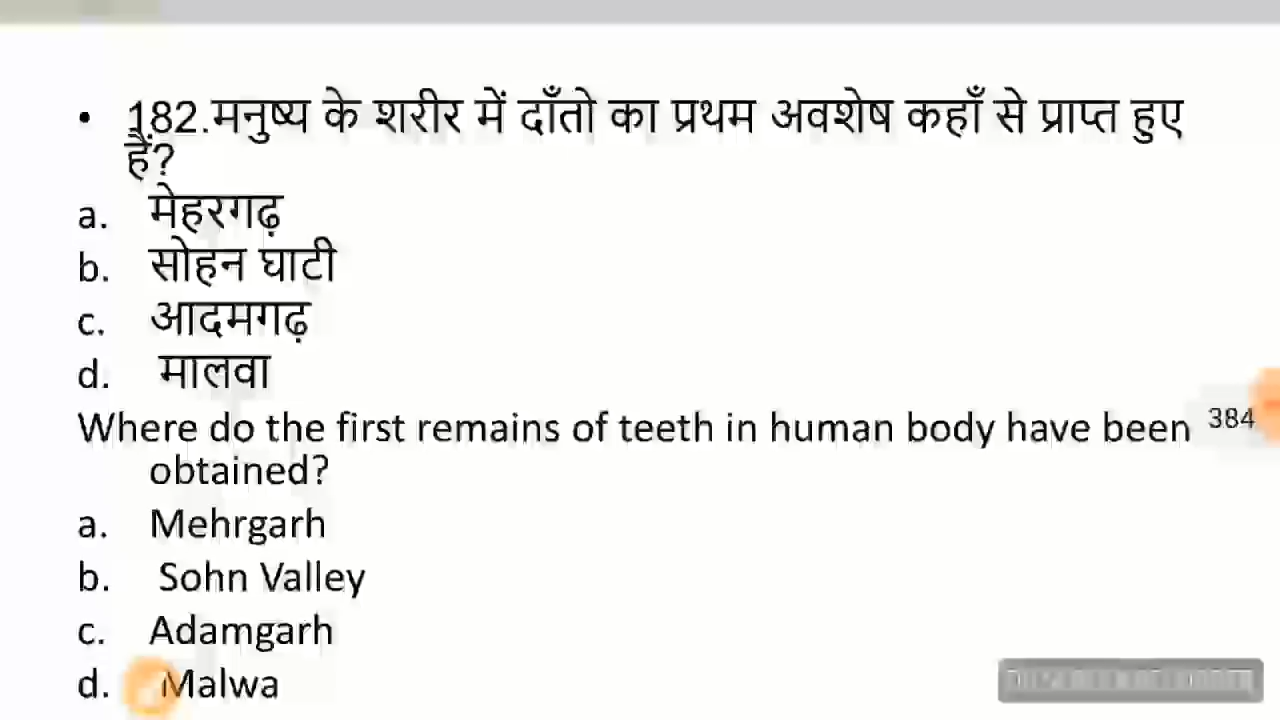 • 182.मनुष्य के शरीर में दाँतो का प्रथम अवशेष कहाँ से प्राप्त हुए
हैं?
a. मेहरगढ़
b. सोहन घाटी
c. आदमगढ़
d. मालवा
Where do the first remains of teeth in human body have been
384
obtained?
a. Mehrgarh
b. Sohn Valley
c. Adamgarh
d. Malwa